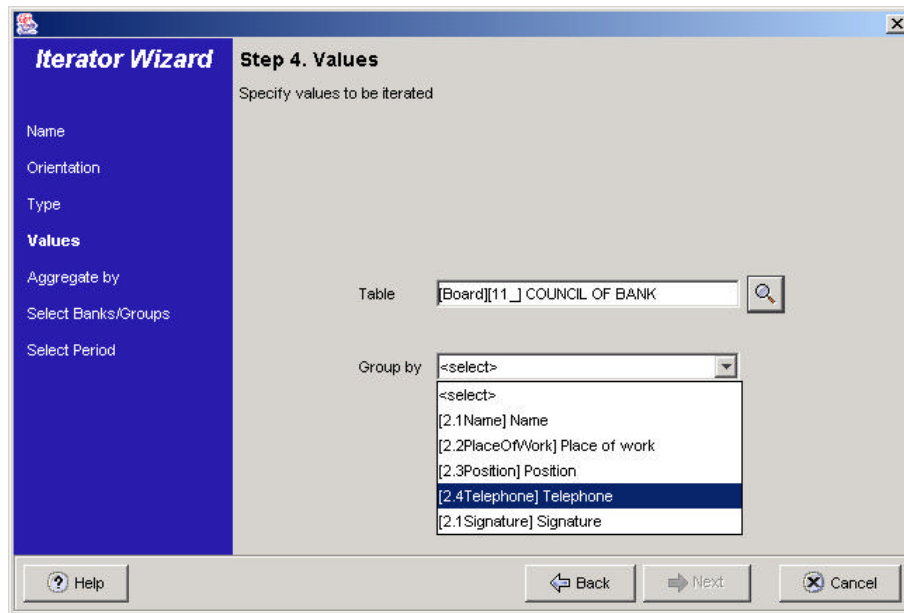 Iterator Wizard
Name
Orientation
Type
Values
Aggregate by
Select Banks/Groups
Select Period
Step 4. Values
Specify values to be iterated
Table [Board][11_] COUNCIL OF BANK
Group by <select>
<select>
[2.1Name] Name
[2.2PlaceOfWork] Place of work
[2.3Position] Position
[2.4Telephone] Telephone
[2.1Signature] Signature
? Help Back Next Cancel